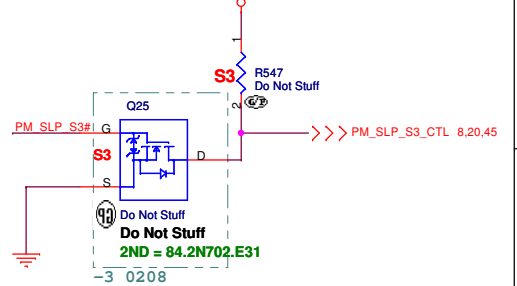 1
S3
R547
Do Not Stuff
2
G/P
Q25
PM_SLP_S3#
G
PM_SLP_S3_CTL 8,20,45
S3
D
S
GP
Do Not Stuff
Do Not Stuff
2ND = 84.2N702.E31
-3 0208